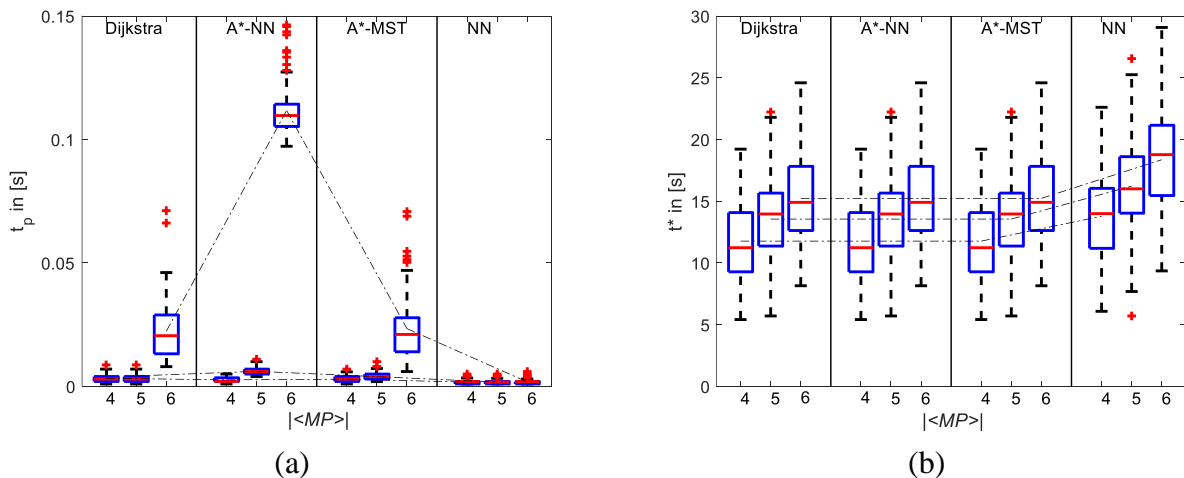 0.15
0.1
0.05
0
t_p in [s]
Dijkstra A*-NN A*-MST NN
4 5 6 4 5 6 4 5 6 4 5 6
|<MP>|
(a)
30
25
20
15
10
5
0
t* in [s]
Dijkstra A*-NN A*-MST NN
4 5 6 4 5 6 4 5 6 4 5 6
|<MP>|
(b)